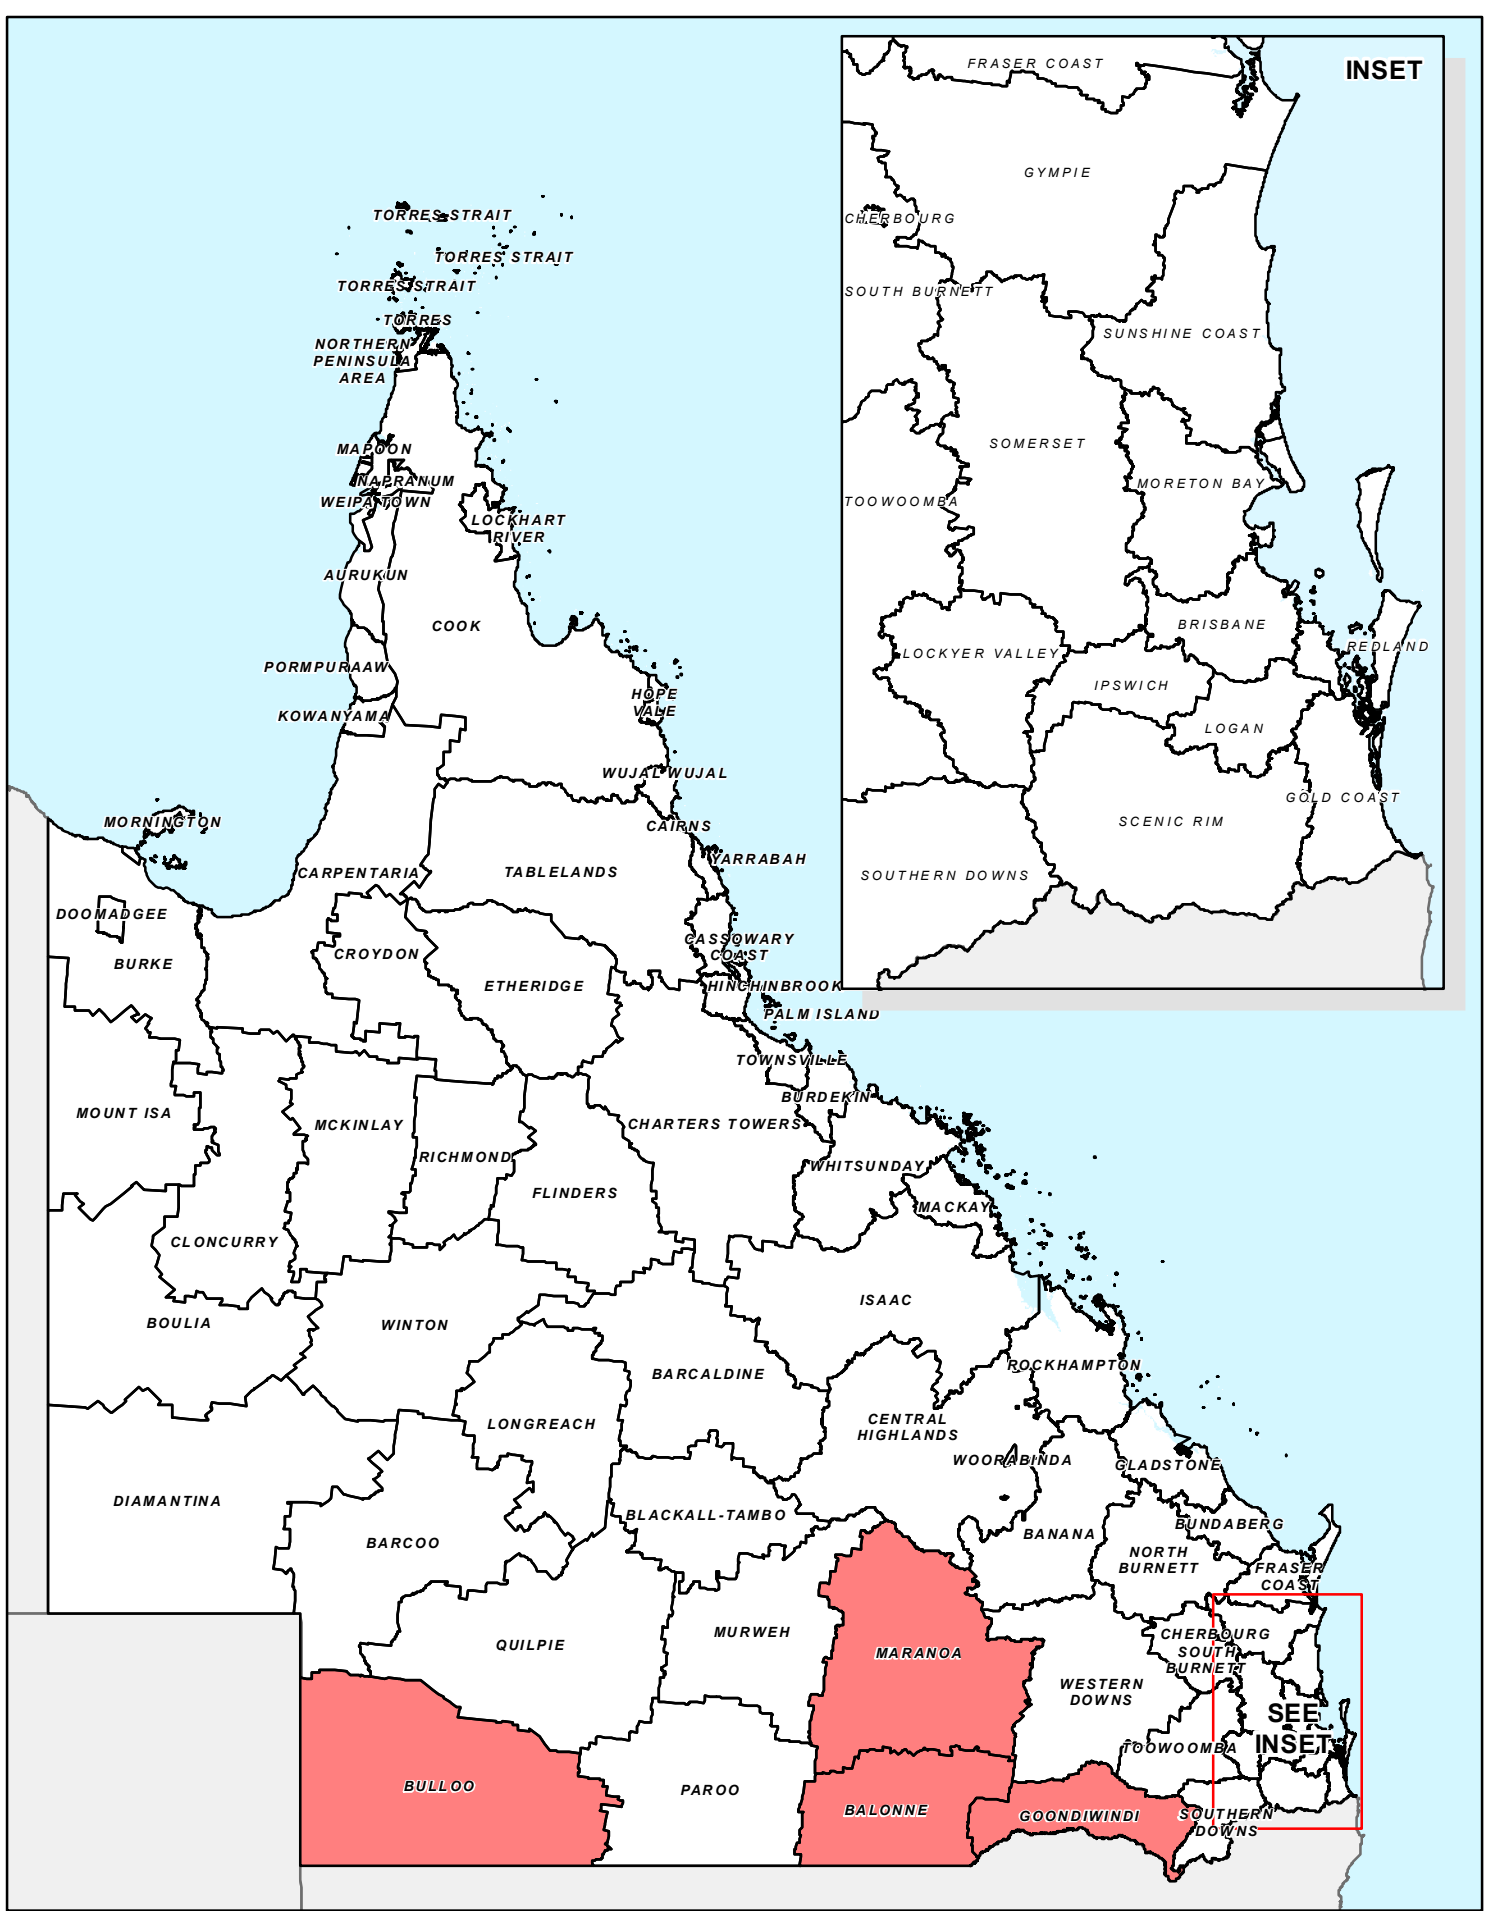 INSET
FRASER COAST
GYMPIE
CHERBOURG
SOUTH BURNETT
SUNSHINE COAST
SOMERSET
MORETON BAY
TOOWOOMBA
BRISBANE
REDLAND
LOCKYER VALLEY
IPSWICH
LOGAN
GOLD COAST
SCENIC RIM
SOUTHERN DOWNS
TORRES STRAIT
TORRES STRAIT
TORRES STRAIT
TORRES
NORTHERN
PENINSULA
AREA
MAPOON
NAPRANUM
WEIPA TOWN
LOCKHART
RIVER
AURUKUN
COOK
PORMPURAAW
HOPE
VALE
KOWANYAMA
WUJAL WUJAL
MORNINGTON
CAIRNS
YARRABAH
CARPENTARIA
TABLELANDS
DOOMADGEE
CASSOWARY
COAST
CROYDON
BURKE
ETHERIDGE
HINCHINBROOK
PALM ISLAND
TOWNSVILLE
BURDEKIN
MOUNT ISA
MCKINLAY
CHARTERS TOWERS
RICHMOND
WHITSUNDAY
FLINDERS
MACKAY
CLONCURRY
ISAAC
BOULIA
WINTON
ROCKHAMPTON
BARCALDINE
LONGREACH
CENTRAL
HIGHLANDS
WOORABINDA
GLADSTONE
DIAMANTINA
BLACKALL-TAMBO
BUNDABERG
BARCOO
BANANA
NORTH
BURNETT
FRASER
COAST
QUILPIE
MURWEH
MARANOA
CHERBOURG
SOUTH
BURNETT
WESTERN
DOWNS
SEE
INSET
TOOWOOMBA
BULLOO
PAROO
BALONNE
GOONDIWINDI
SOUTHERN
DOWNS